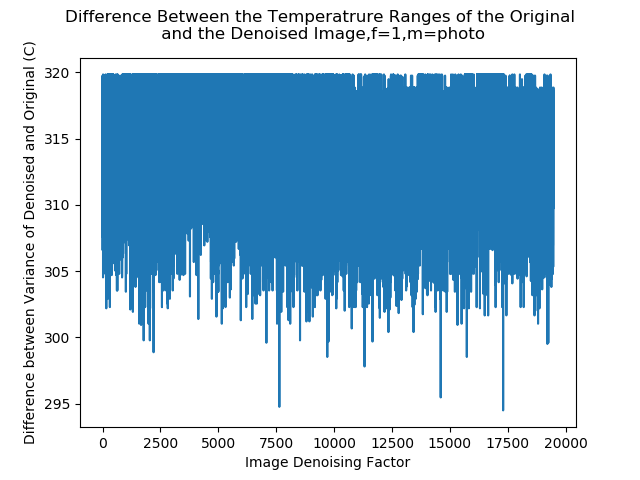 Difference Between the Temperatrure Ranges of the Original
and the Denoised Image,f=1,m=photo
Difference between Variance of Denoised and Original (C)
320
315
310
305
300
295
0 2500 5000 7500 10000 12500 15000 17500 20000
Image Denoising Factor